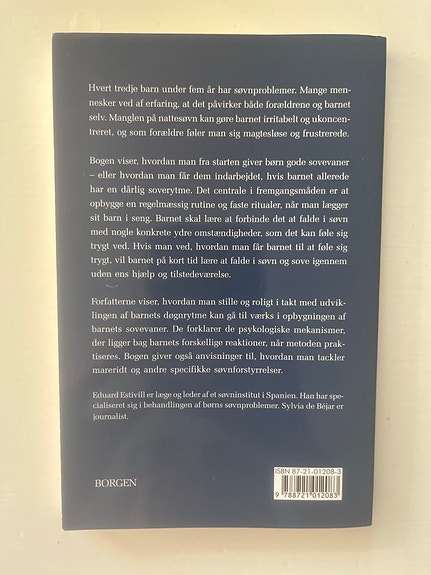 Hvert tredje barn under fem år har søvnproblemer. Mange men-
nesker ved af erfaring, at det påvirker både forældrene og barnet
selv. Manglen på nattesøvn kan gøre barnet irritabelt og ukoncen-
treret, og som forældre føler man sig magtesløse og frustrerede.
Bogen viser, hvordan man fra starten giver børn gode sovevaner
– eller hvordan man får dem indarbejdet, hvis barnet allerede
har en dårlig soverytme. Det centrale i fremgangsmåden er at
opbygge en regelmæssig rutine og faste ritualer, når man lægger
sit barn i seng. Barnet skal lære at forbinde det at falde i søvn
med nogle konkrete ydre omstændigheder, som det kan føle sig
trygt ved. Hvis man ved, hvordan man får barnet til at føle sig
trygt, vil barnet på kort tid lære at falde i søvn og sove igennem
uden ens hjælp og tilstedeværelse.
Forfatterne viser, hvordan man stille og roligt i takt med udvik-
lingen af barnets døgnrytme kan gå til værks i opbygningen af
barnets sovevaner. De forklarer de psykologiske mekanismer,
der ligger bag barnets forskellige reaktioner, når metoden prak-
tiseres. Bogen giver også anvisninger til, hvordan man tackler
mareridt og andre specifikke søvnforstyrrelser.
Eduard Estivill er læge og leder af et søvninstitut i Spanien. Han har spe-
cialiseret sig i behandlingen af børns søvnproblemer. Sylvia de Béjar er
journalist.
ISBN 87-21-01208-3
BORGEN
9 788721 012083